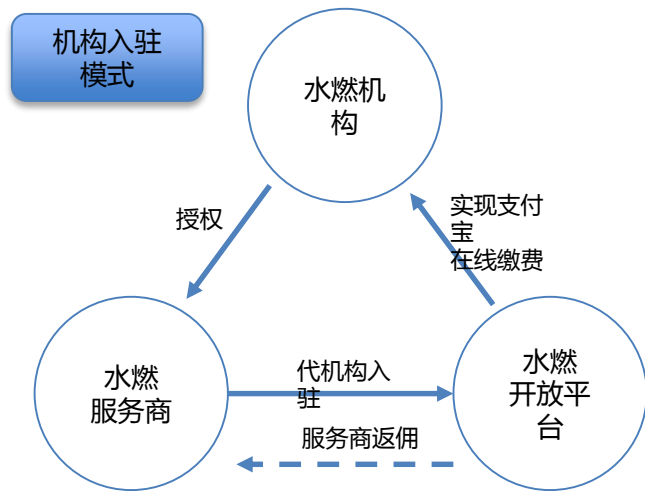 机构入驻
模式
水燃机
构
授权
实现支付
宝
在线缴费
水燃
服务商
代机构入
驻
水燃
开放平
台
服务商返佣